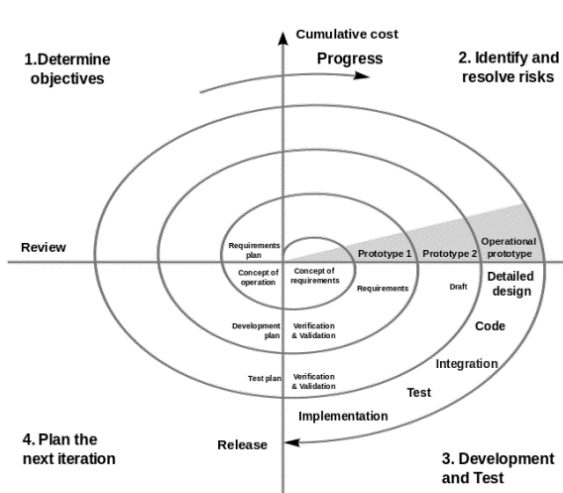 Cumulative cost
Progress
1.Determine
objectives
2. Identify and
resolve risks
Review
Requirements
plan
Prototype 1
Prototype 2
Operational
prototype
Concept of
operation
Concept of
requirements
Requirements
Draft
Detailed
design
Development
plan
Verification
& Validation
Code
Integration
Test plan
Verification
& Validation
Test
Implementation
Release
4. Plan the
next iteration
3. Development
and Test